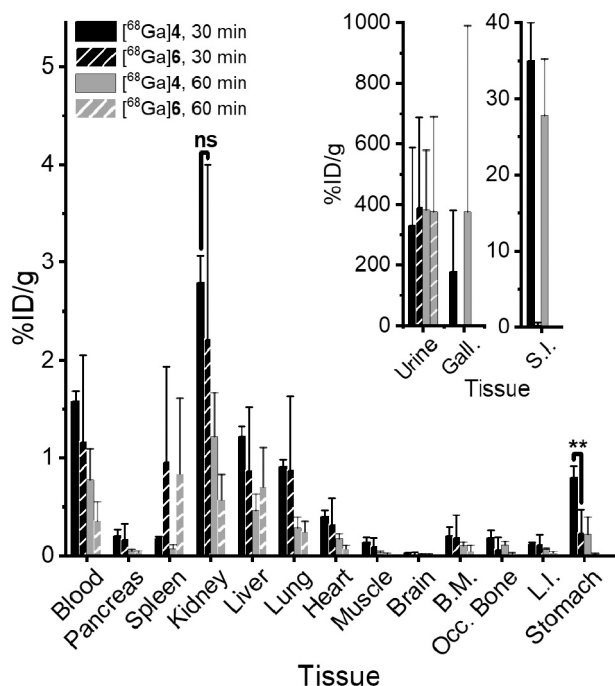 [⁶⁸Ga]4, 30 min
[⁶⁸Ga]6, 30 min
[⁶⁸Ga]4, 60 min
[⁶⁸Ga]6, 60 min
ns
**
%ID/g
5
4
3
2
1
0
Blood
Pancreas
Spleen
Kidney
Liver
Lung
Heart
Muscle
Brain
B.M.
Occ. Bone
L.I.
Stomach
Tissue
%ID/g
1000
800
600
400
200
0
Urine
Gall.
40
30
20
10
0
S.I.
Tissue